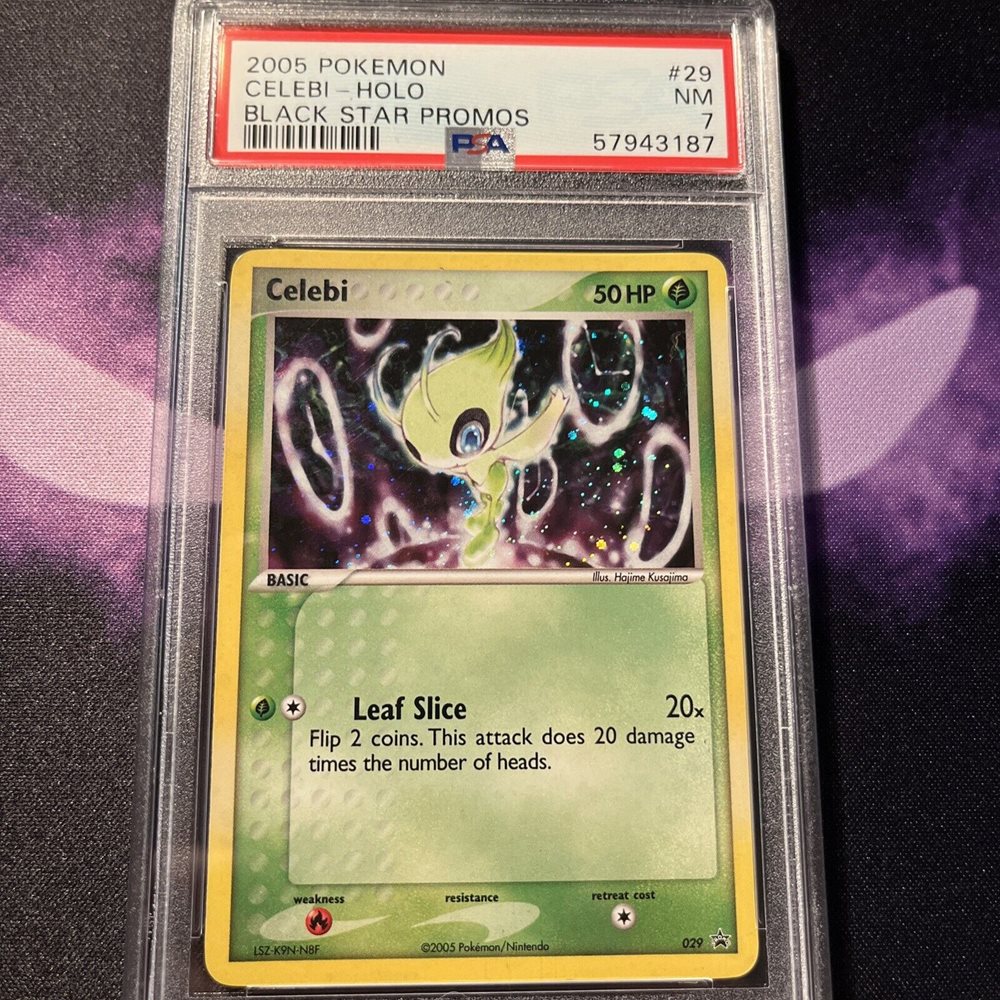 2005 POKEMON #29
CELEBI - HOLO NM
BLACK STAR PROMOS 7
PSA 57943187
Celebi 50 HP
BASIC Illus. Hajime Kusajima
Leaf Slice 20x
Flip 2 coins. This attack does 20 damage
times the number of heads.
weakness resistance retreat cost
LSZ-K9N-N8F ©2005 Pokémon/Nintendo 029